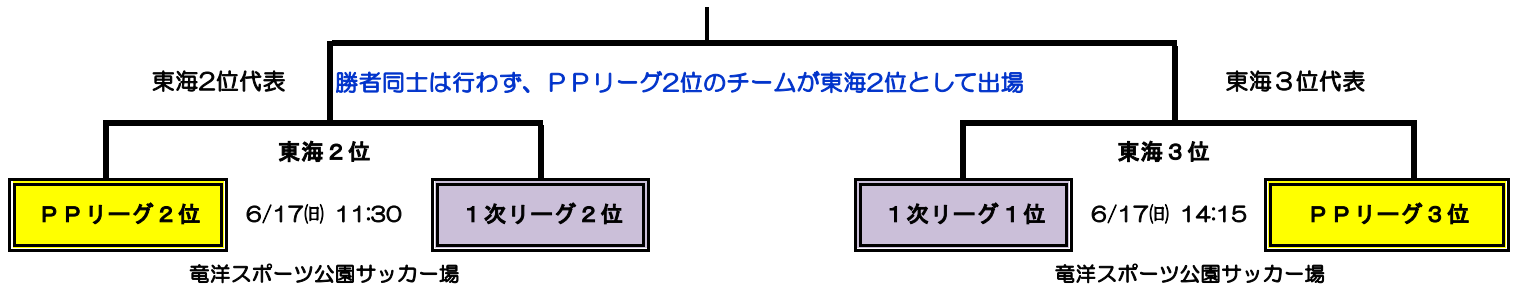 東海2位代表
勝者同士は行わず、PPリーグ2位のチームが東海2位として出場
東海3位代表
東海2位
東海3位
PPリーグ2位
6/17㈰ 11:30
1次リーグ2位
1次リーグ1位
6/17㈰ 14:15
PPリーグ3位
竜洋スポーツ公園サッカー場
竜洋スポーツ公園サッカー場